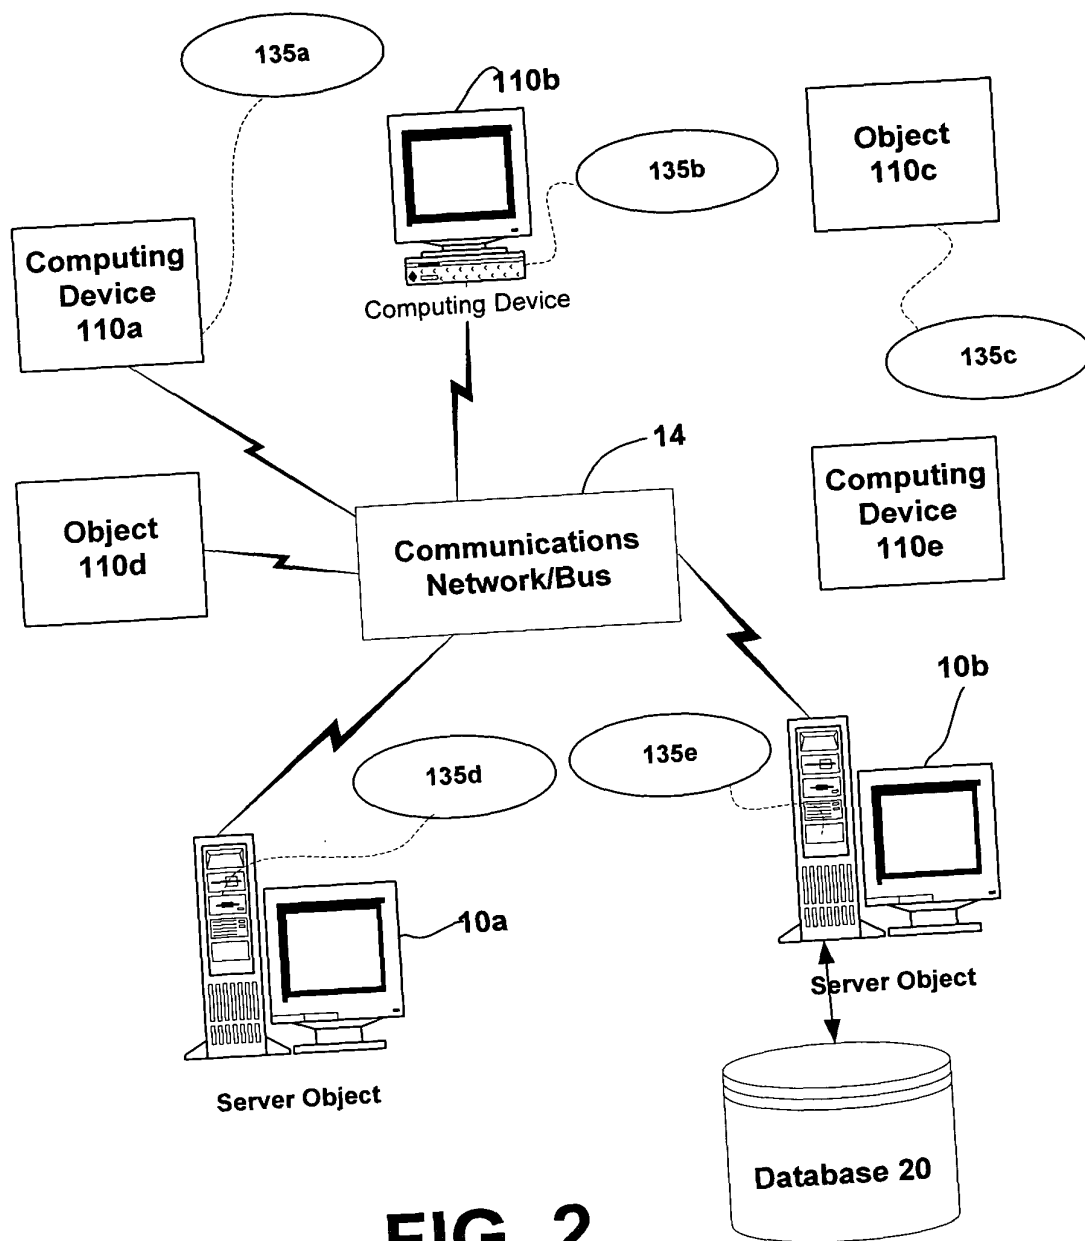 135a
110b
135b
Object
110c
Computing
Device
110a
Computing Device
135c
14
Computing
Device
110e
Object
110d
Communications
Network/Bus
10b
135d
135e
10a
Server Object
Server Object
Database 20
FIG. 2